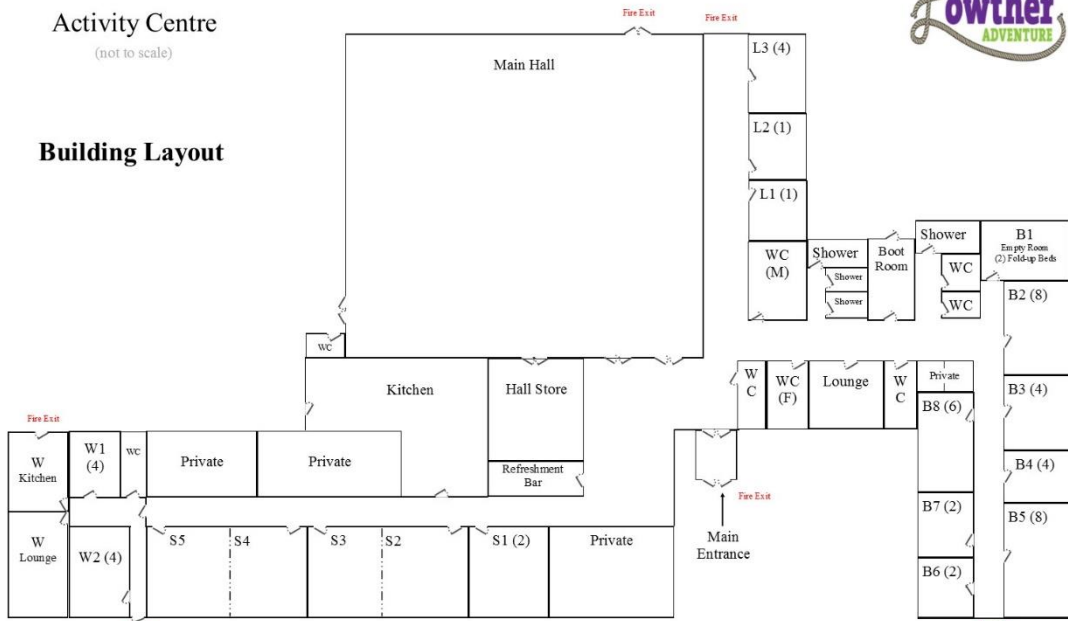 Activity Centre
(not to scale)
Building Layout
Lowther
ADVENTURE
Fire Exit
Fire Exit
Main Hall
L3 (4)
L2 (1)
L1 (1)
WC
(M)
Shower
Shower
Shower
Boot
Room
Shower
WC
WC
B1
Empty Room
(2) Fold-up Beds
B2 (8)
B3 (4)
B4 (4)
B5 (8)
WC
Kitchen
Hall Store
Refreshment
Bar
W
C
WC
(F)
Lounge
W
C
Private
B8 (6)
B7 (2)
B6 (2)
Fire Exit
W
Kitchen
W1
(4)
WC
Private
Private
Fire Exit
Main
Entrance
W
Lounge
W2 (4)
S5
S4
S3
S2
S1 (2)
Private